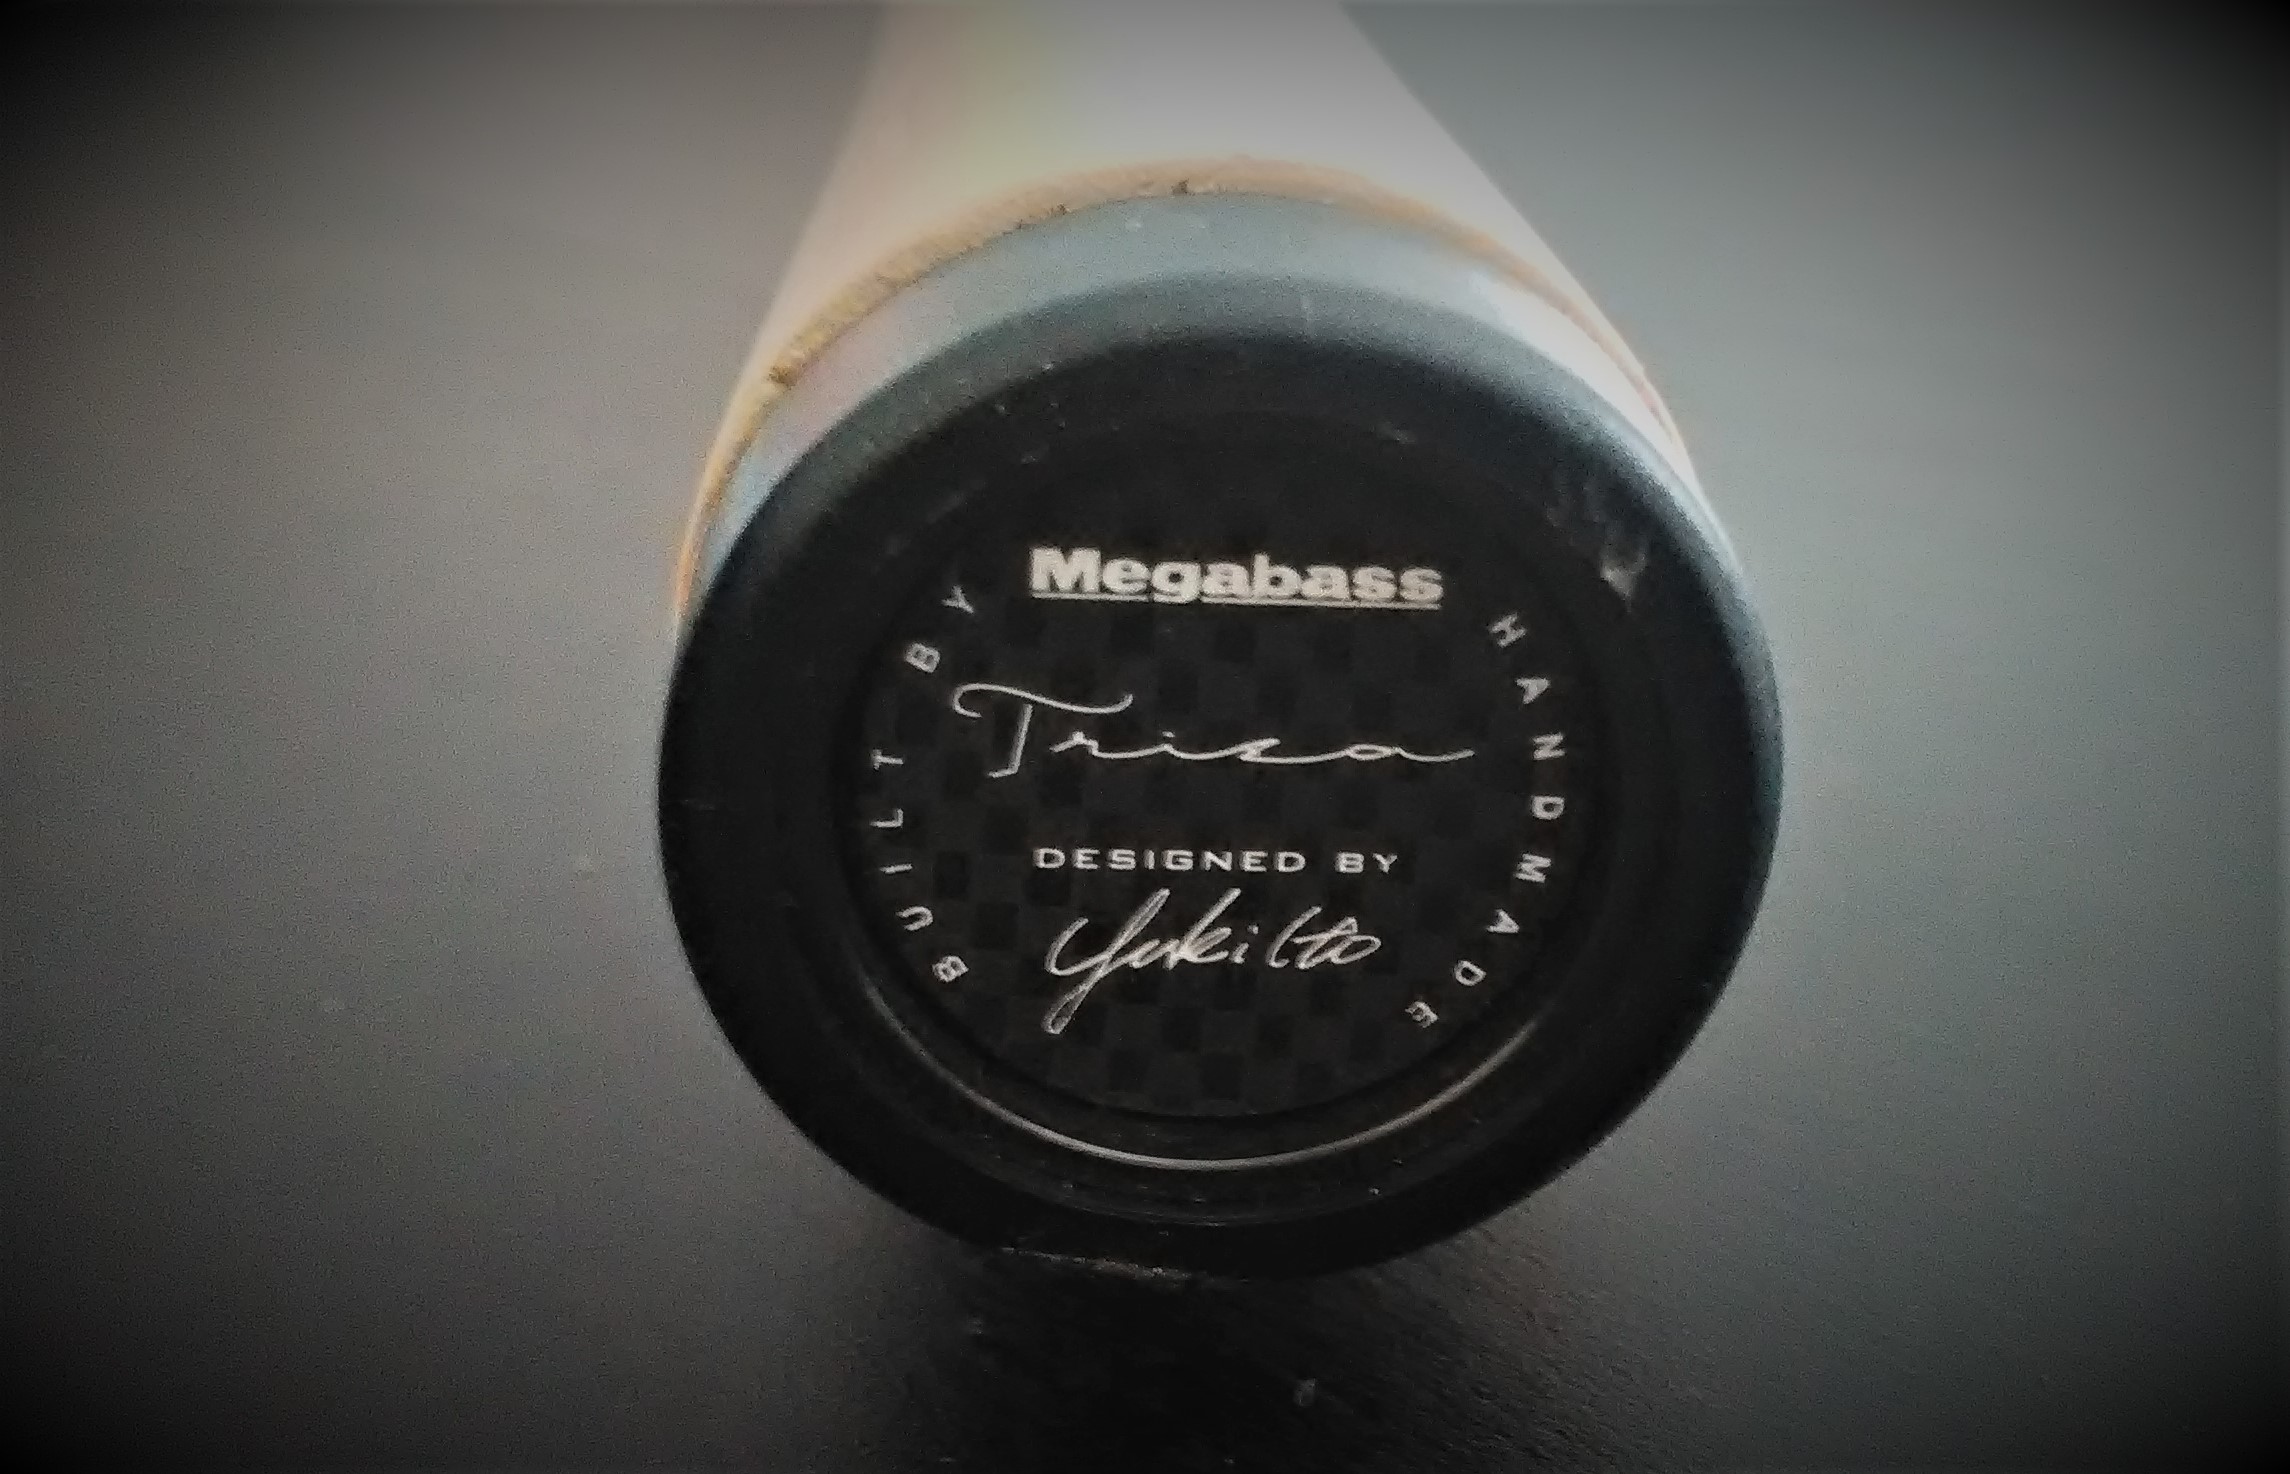 Megabass
BUILT BY
Triza
HANDMADE
DESIGNED BY
Yuki Ito